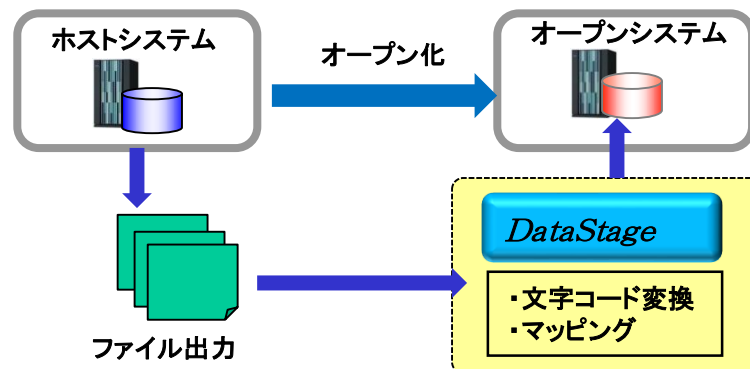 ホストシステム
オープン化
オープンシステム
DataStage
・文字コード変換
・マッピング
ファイル出力